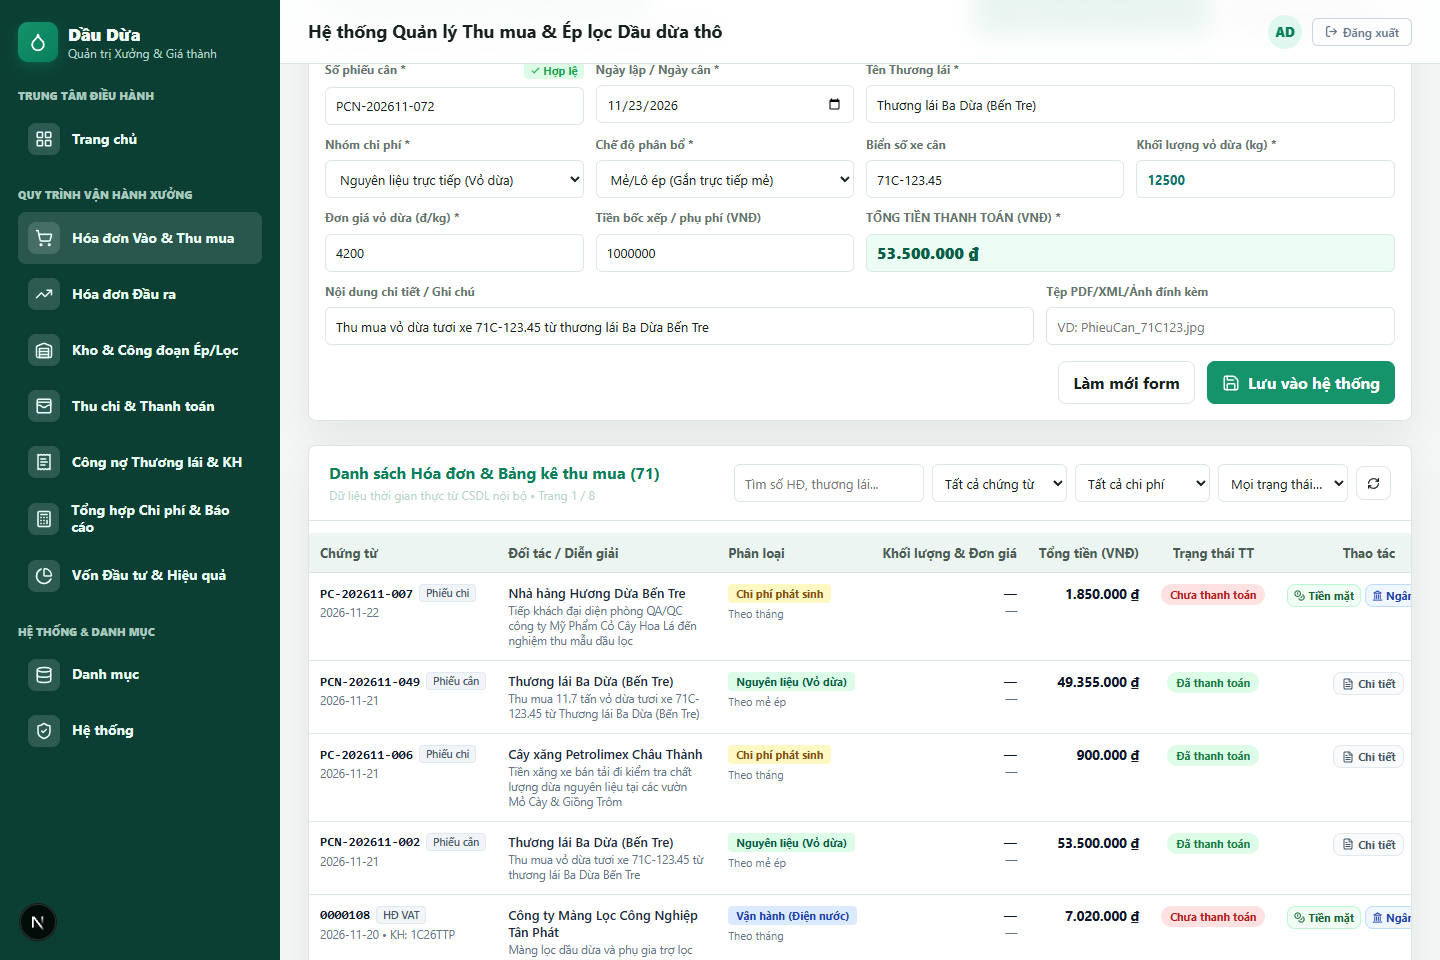 Dầu Dừa
Quản trị Xưởng & Giá thành
TRUNG TÂM ĐIỀU HÀNH
Trang chủ
QUY TRÌNH VẬN HÀNH XƯỞNG
Hóa đơn Vào & Thu mua
Hóa đơn Đầu ra
Kho & Công đoạn Ép/Lọc
Thu chi & Thanh toán
Công nợ Thương lái & KH
Tổng hợp Chi phí & Báo
cáo
Vốn Đầu tư & Hiệu quả
HỆ THỐNG & DANH MỤC
Danh mục
Hệ thống
N
Hệ thống Quản lý Thu mua & Ép lọc Dầu dừa thô
AD
Đăng xuất
Số phiếu cân *
Hợp lệ
Ngày lập / Ngày cân *
Tên Thương lái *
PCN-202611-072
11/23/2026
Thương lái Ba Dừa (Bến Tre)
Nhóm chi phí *
Chế độ phân bổ *
Biển số xe cân
Khối lượng vỏ dừa (kg) *
Nguyên liệu trực tiếp (Vỏ dừa)
Mẻ/Lô ép (Gắn trực tiếp mẻ)
71C-123.45
12500
Đơn giá vỏ dừa (đ/kg) *
Tiền bốc xếp / phụ phí (VNĐ)
TỔNG TIỀN THANH TOÁN (VNĐ) *
4200
1000000
53.500.000 ₫
Nội dung chi tiết / Ghi chú
Tệp PDF/XML/Ảnh đính kèm
Thu mua vỏ dừa tươi xe 71C-123.45 từ thương lái Ba Dừa Bến Tre
VD: PhieuCan_71C123.jpg
Làm mới form
Lưu vào hệ thống
Danh sách Hóa đơn & Bảng kê thu mua (71)
Dữ liệu thời gian thực từ CSDL nội bộ • Trang 1 / 8
Tìm số HĐ, thương lái...
Tất cả chứng từ
Tất cả chi phí
Mọi trạng thái...
Chứng từ
Đối tác / Diễn giải
Phân loại
Khối lượng & Đơn giá
Tổng tiền (VNĐ)
Trạng thái TT
Thao tác
PC-202611-007 Phiếu chi
2026-11-22
Nhà hàng Hương Dừa Bến Tre
Tiếp khách đại diện phòng QA/QC
công ty Mỹ Phẩm Cỏ Cây Hoa Lá đến
nghiệm thu mẫu dầu lọc
Chi phí phát sinh
Theo tháng
—
—
1.850.000 ₫
Chưa thanh toán
Tiền mặt
Ngân
PCN-202611-049 Phiếu cân
2026-11-21
Thương lái Ba Dừa (Bến Tre)
Thu mua 11.7 tấn vỏ dừa tươi xe 71C-
123.45 từ Thương lái Ba Dừa (Bến Tre)
Nguyên liệu (Vỏ dừa)
Theo mẻ ép
—
—
49.355.000 ₫
Đã thanh toán
Chi tiết
PC-202611-006 Phiếu chi
2026-11-21
Cây xăng Petrolimex Châu Thành
Tiền xăng xe bán tải đi kiểm tra chất
lượng dừa nguyên liệu tại các vườn
Mỏ Cày & Giồng Trôm
Chi phí phát sinh
Theo tháng
—
—
900.000 ₫
Đã thanh toán
Chi tiết
PCN-202611-002 Phiếu cân
2026-11-21
Thương lái Ba Dừa (Bến Tre)
Thu mua vỏ dừa tươi xe 71C-123.45 từ
thương lái Ba Dừa Bến Tre
Nguyên liệu (Vỏ dừa)
Theo mẻ ép
—
—
53.500.000 ₫
Đã thanh toán
Chi tiết
0000108 HĐ VAT
2026-11-20 • KH: 1C26TTP
Công ty Màng Lọc Công Nghiệp
Tân Phát
Màng lọc dầu dừa và phụ gia trợ lọc
Vận hành (Điện nước)
Theo tháng
—
—
7.020.000 ₫
Chưa thanh toán
Tiền mặt
Ngân